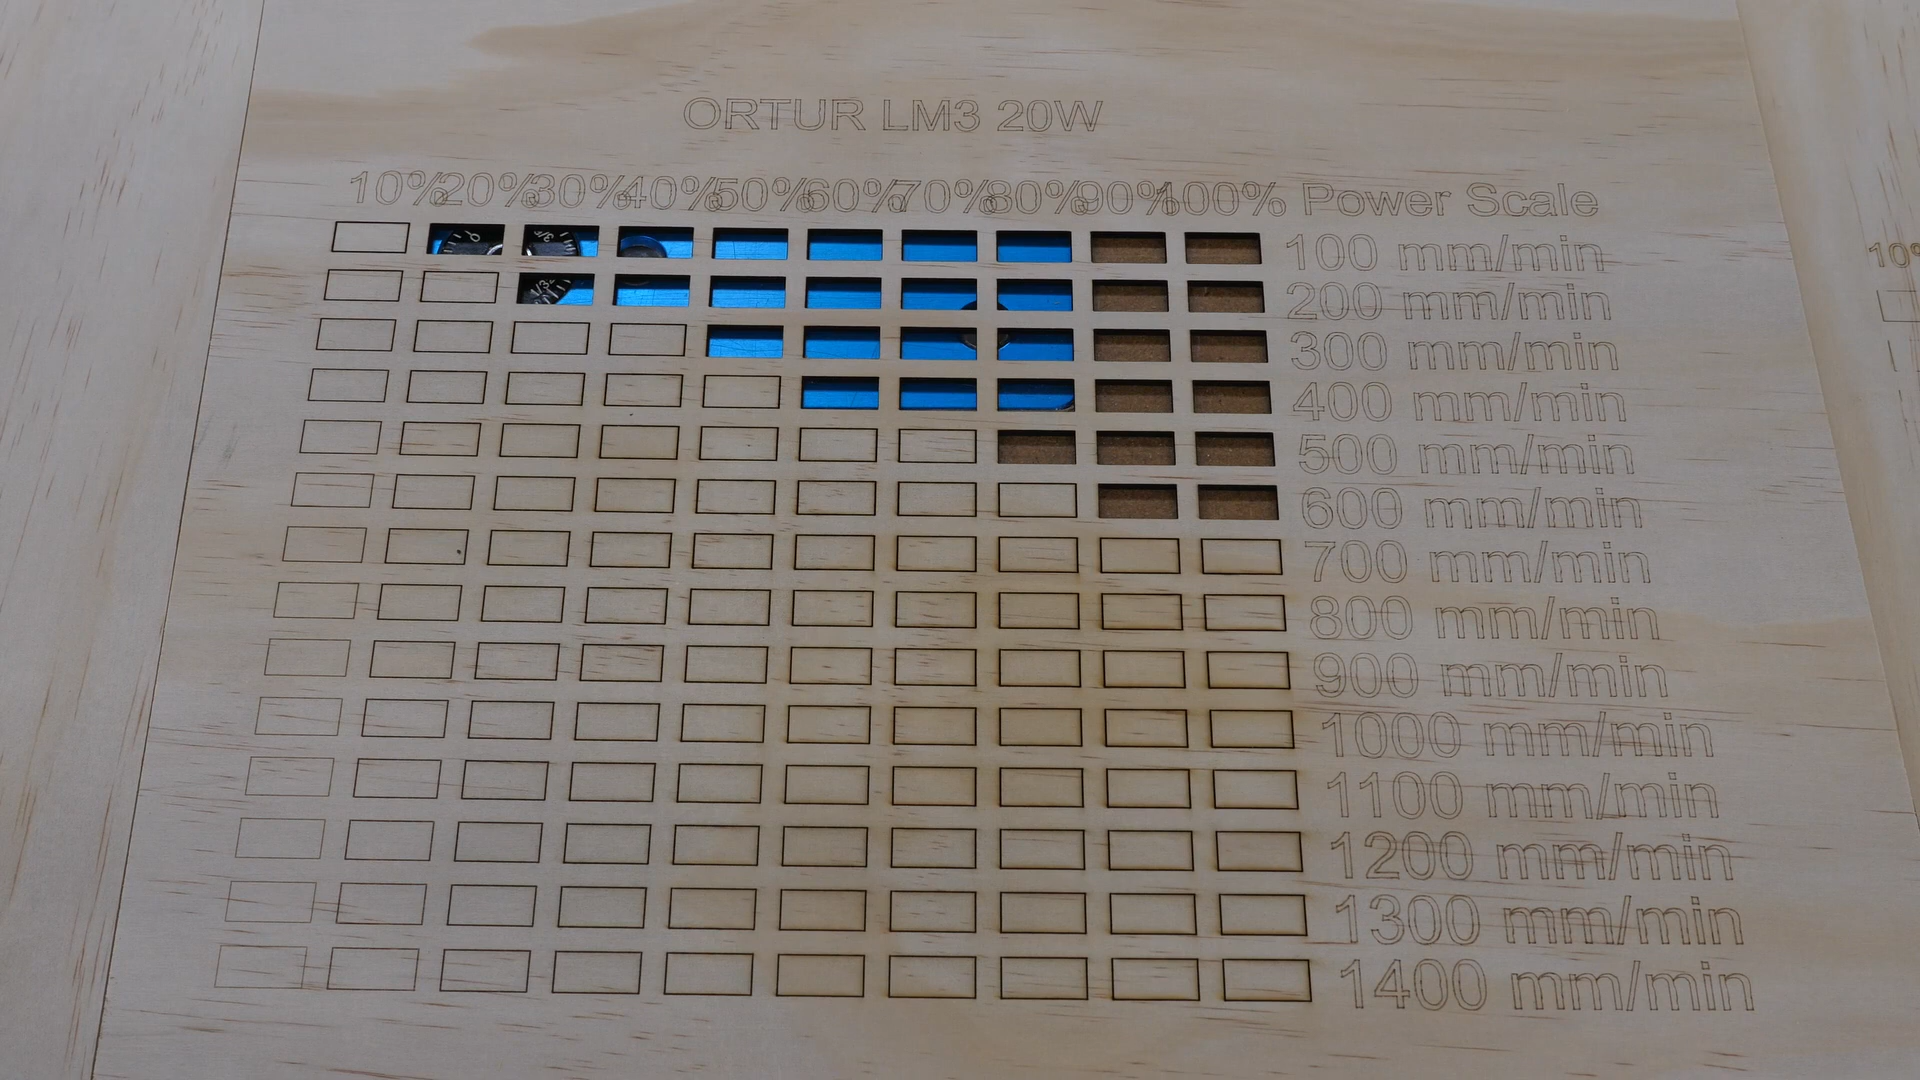 ORTUR LM3 20W
10% 20% 30% 40% 50% 60% 70% 80% 90% 100% Power Scale
100 mm/min
200 mm/min
300 mm/min
400 mm/min
500 mm/min
600 mm/min
700 mm/min
800 mm/min
900 mm/min
1000 mm/min
1100 mm/min
1200 mm/min
1300 mm/min
1400 mm/min